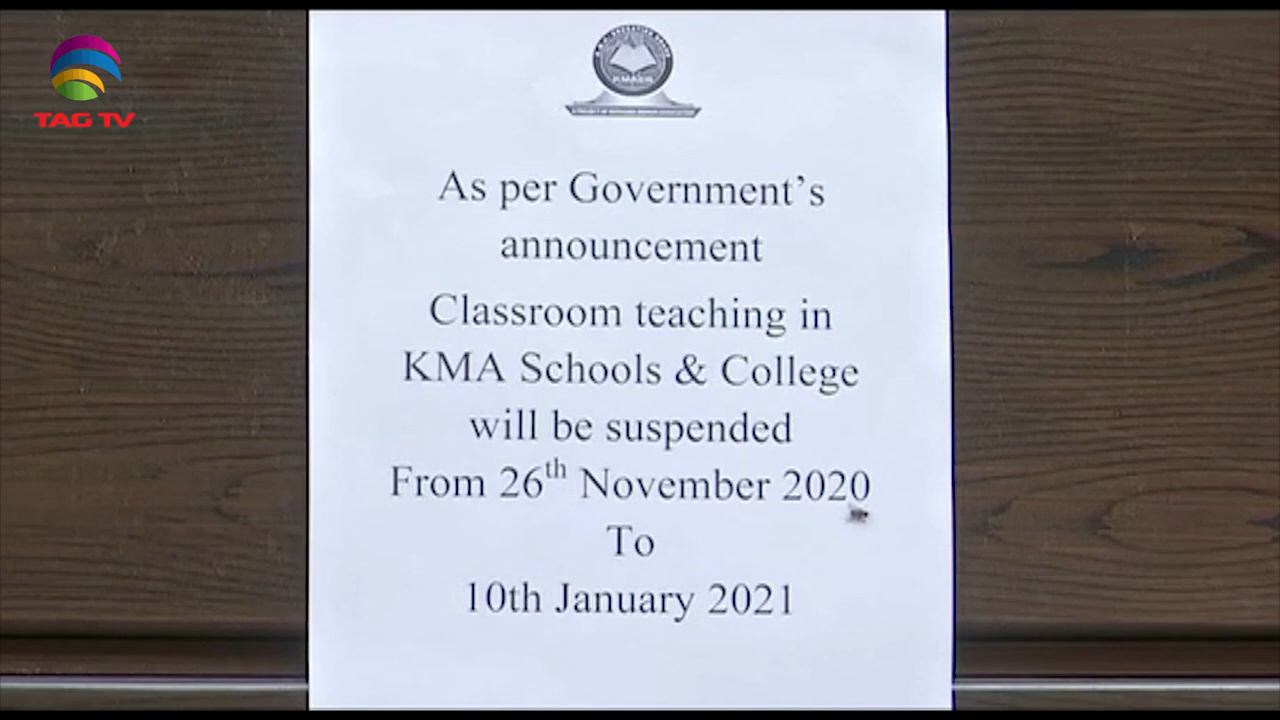 TAG TV
As per Government's
announcement
Classroom teaching in
KMA Schools & College
will be suspended
From 26th November 2020
To
10th January 2021